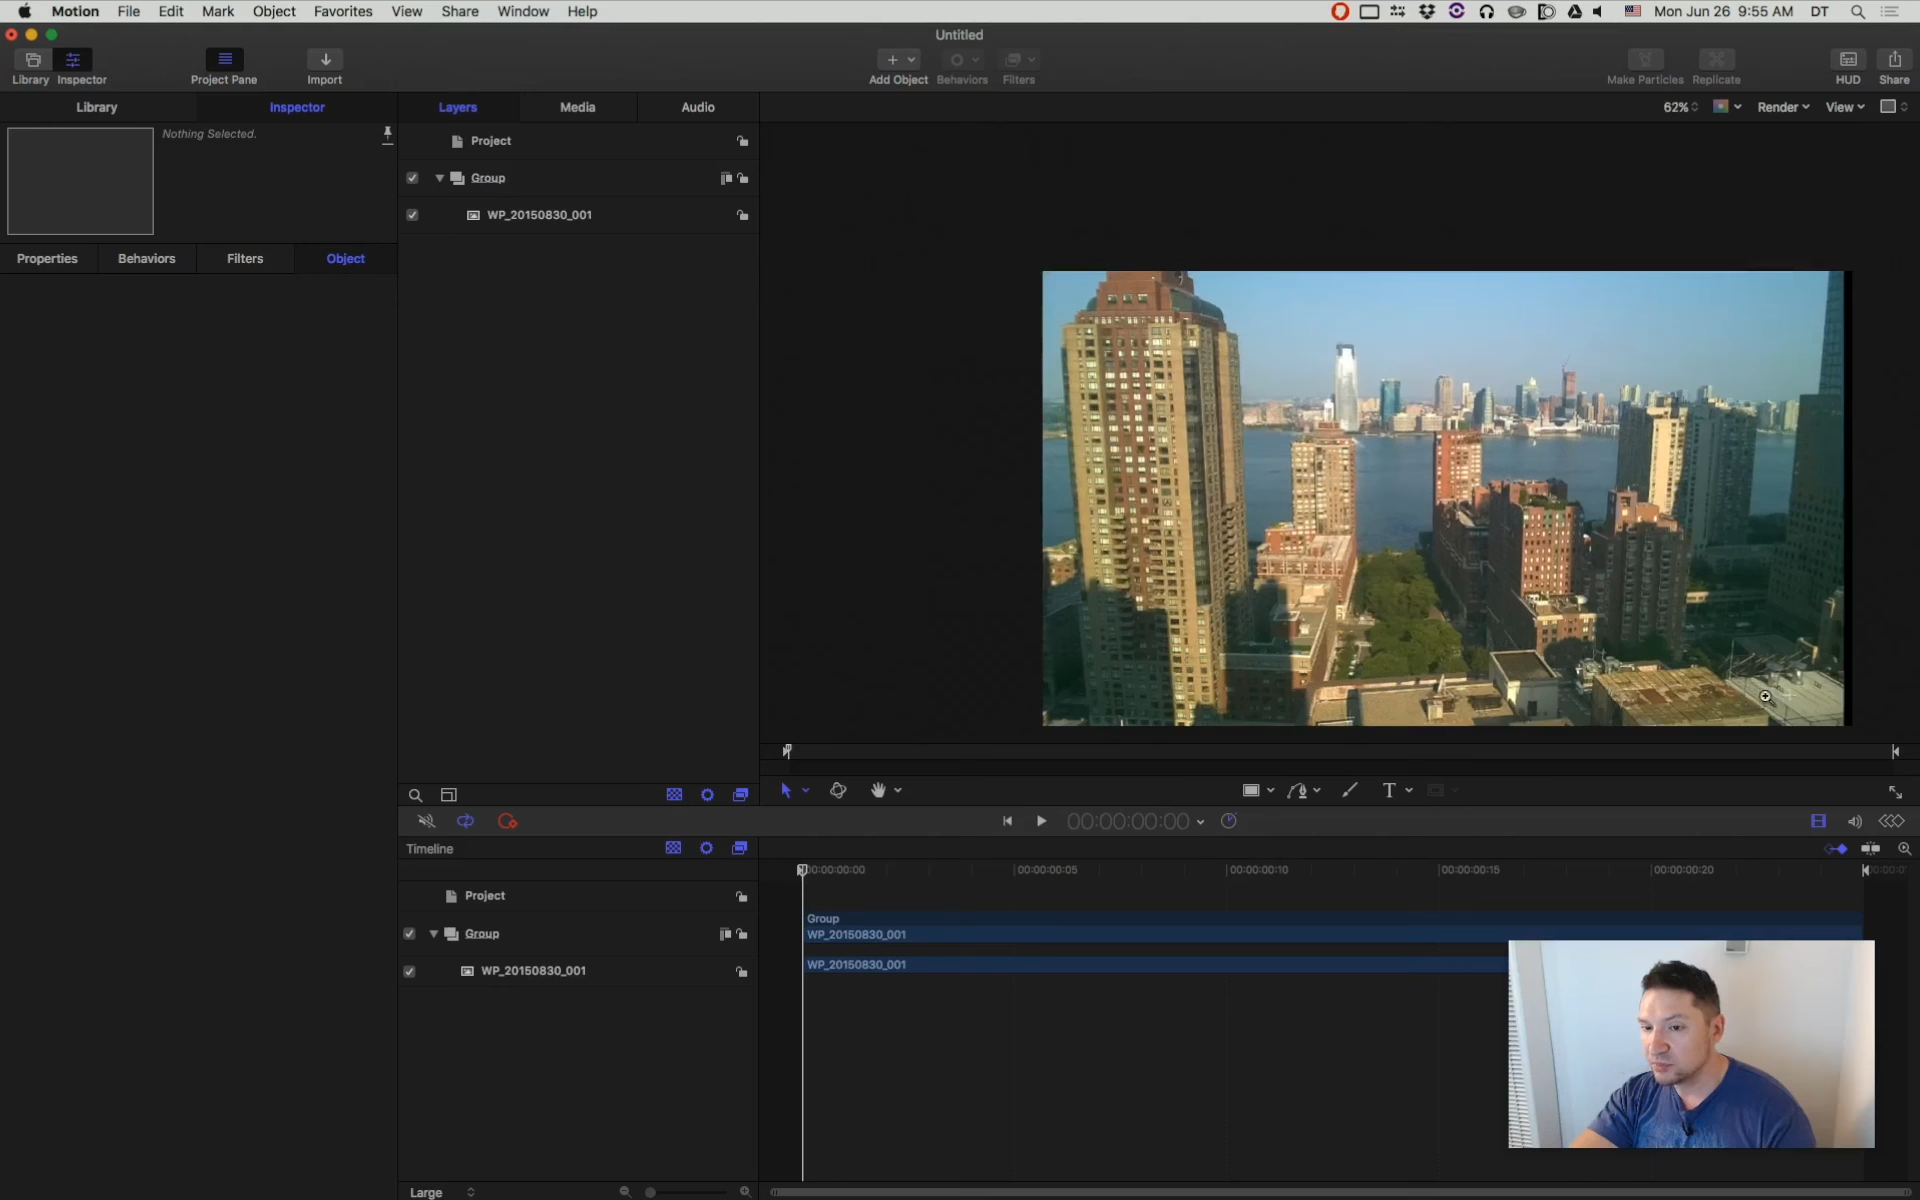 Motion File Edit Mark Object Favorites View Share Window Help Mon Jun 26 9:55 AM DT
Untitled
Library Inspector Project Pane Import Add Object Behaviors Filters Make Particles Replicate HUD Share
Library Inspector Layers Media Audio 62% Render View
Nothing Selected.
Project
Group
WP_20150830_001
Properties Behaviors Filters Object
T
00:00:00:00
Timeline
00:00:00:00 00:00:00:05 00:00:00:10 00:00:00:15 00:00:00:20
Project
Group
Group
WP_20150830_001
WP_20150830_001
WP_20150830_001
Large